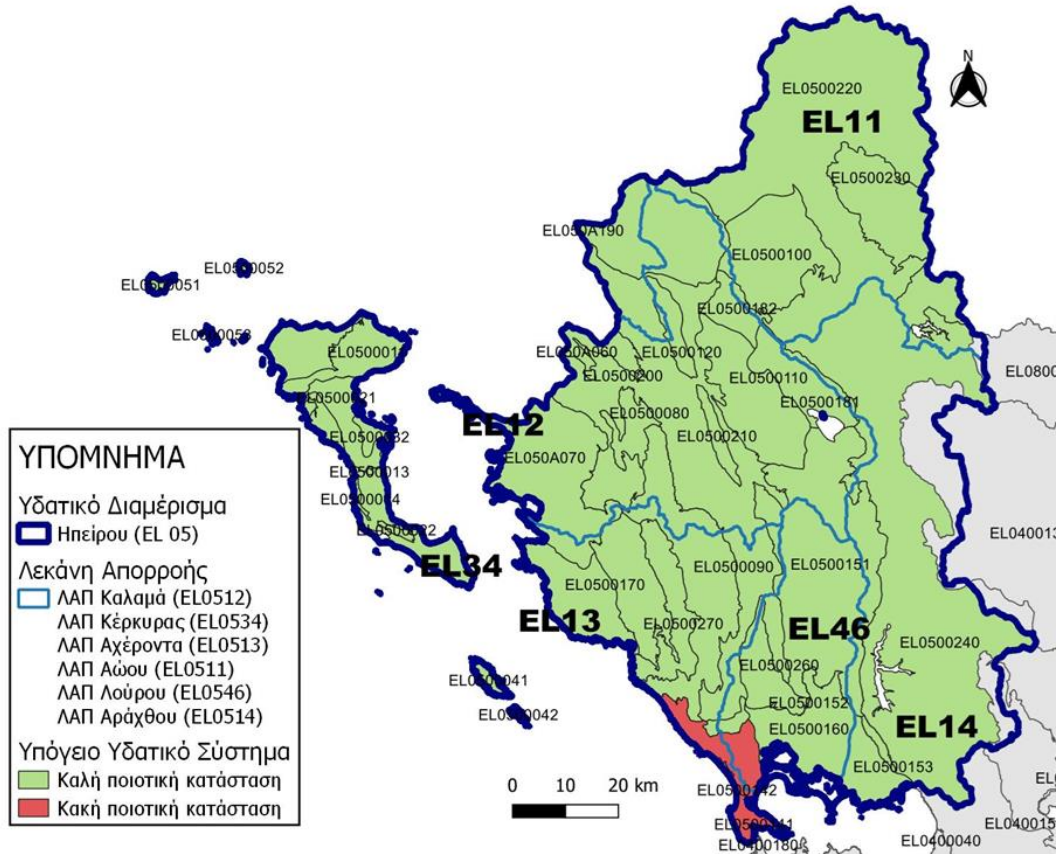 N
EL0500220
EL11
EL0500230
EL050A190
EL0500100
EL0500052
EL0500051
EL0500182
EL0500053
EL050A060
EL0500120
EL0800
EL0500200
EL0500110
EL0500181
EL0500080
EL12
EL0500210
EL050A070
EL0500013
EL0400013
EL0500090
EL0500151
EL34
EL0500170
EL13
EL0500270
EL46
EL0500240
EL0500260
EL0500152
EL14
EL0500160
EL0500153
EL0400180
EL0400040
ΥΠΟΜΝΗΜΑ
Υδατικό Διαμέρισμα
Ηπείρου (EL 05)
Λεκάνη Απορροής
ΛΑΠ Καλαμά (EL0512)
ΛΑΠ Κέρκυρας (EL0534)
ΛΑΠ Αχέροντα (EL0513)
ΛΑΠ Αώου (EL0511)
ΛΑΠ Λούρου (EL0546)
ΛΑΠ Αράχθου (EL0514)
Υπόγειο Υδατικό Σύστημα
Καλή ποιοτική κατάσταση
Κακή ποιοτική κατάσταση
0 10 20 km